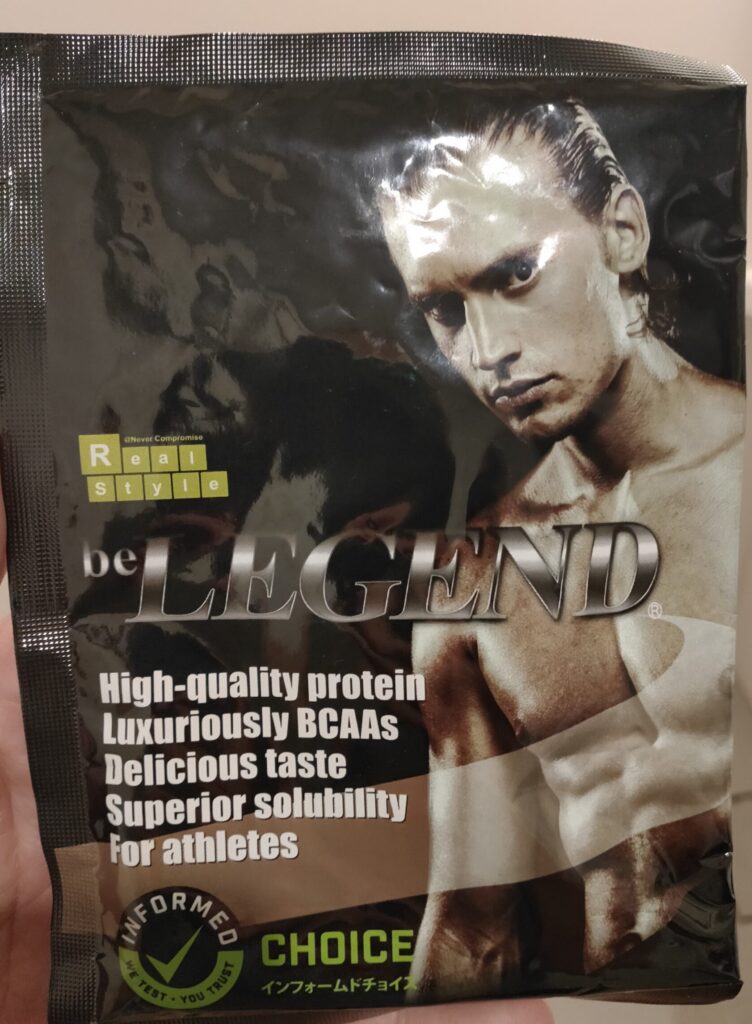 @Never Compromise
Real
Style
be LEGEND®
High-quality protein
Luxuriously BCAAs
Delicious taste
Superior solubility
For athletes
INFORMED
WE TEST • YOU TRUST
CHOICE
インフォームドチョイス